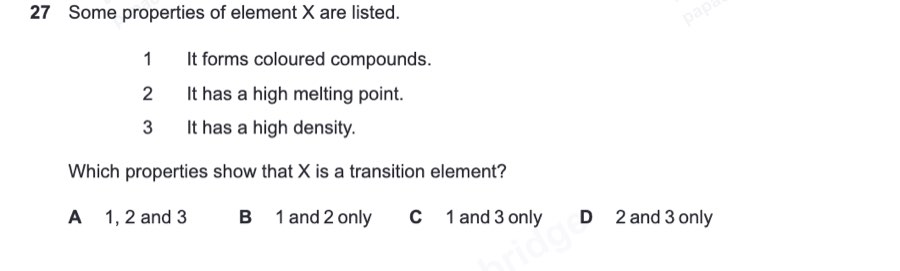 27 Some properties of element X are listed.
1 It forms coloured compounds.
2 It has a high melting point.
3 It has a high density.
Which properties show that X is a transition element?
A 1, 2 and 3 B 1 and 2 only C 1 and 3 only D 2 and 3 only